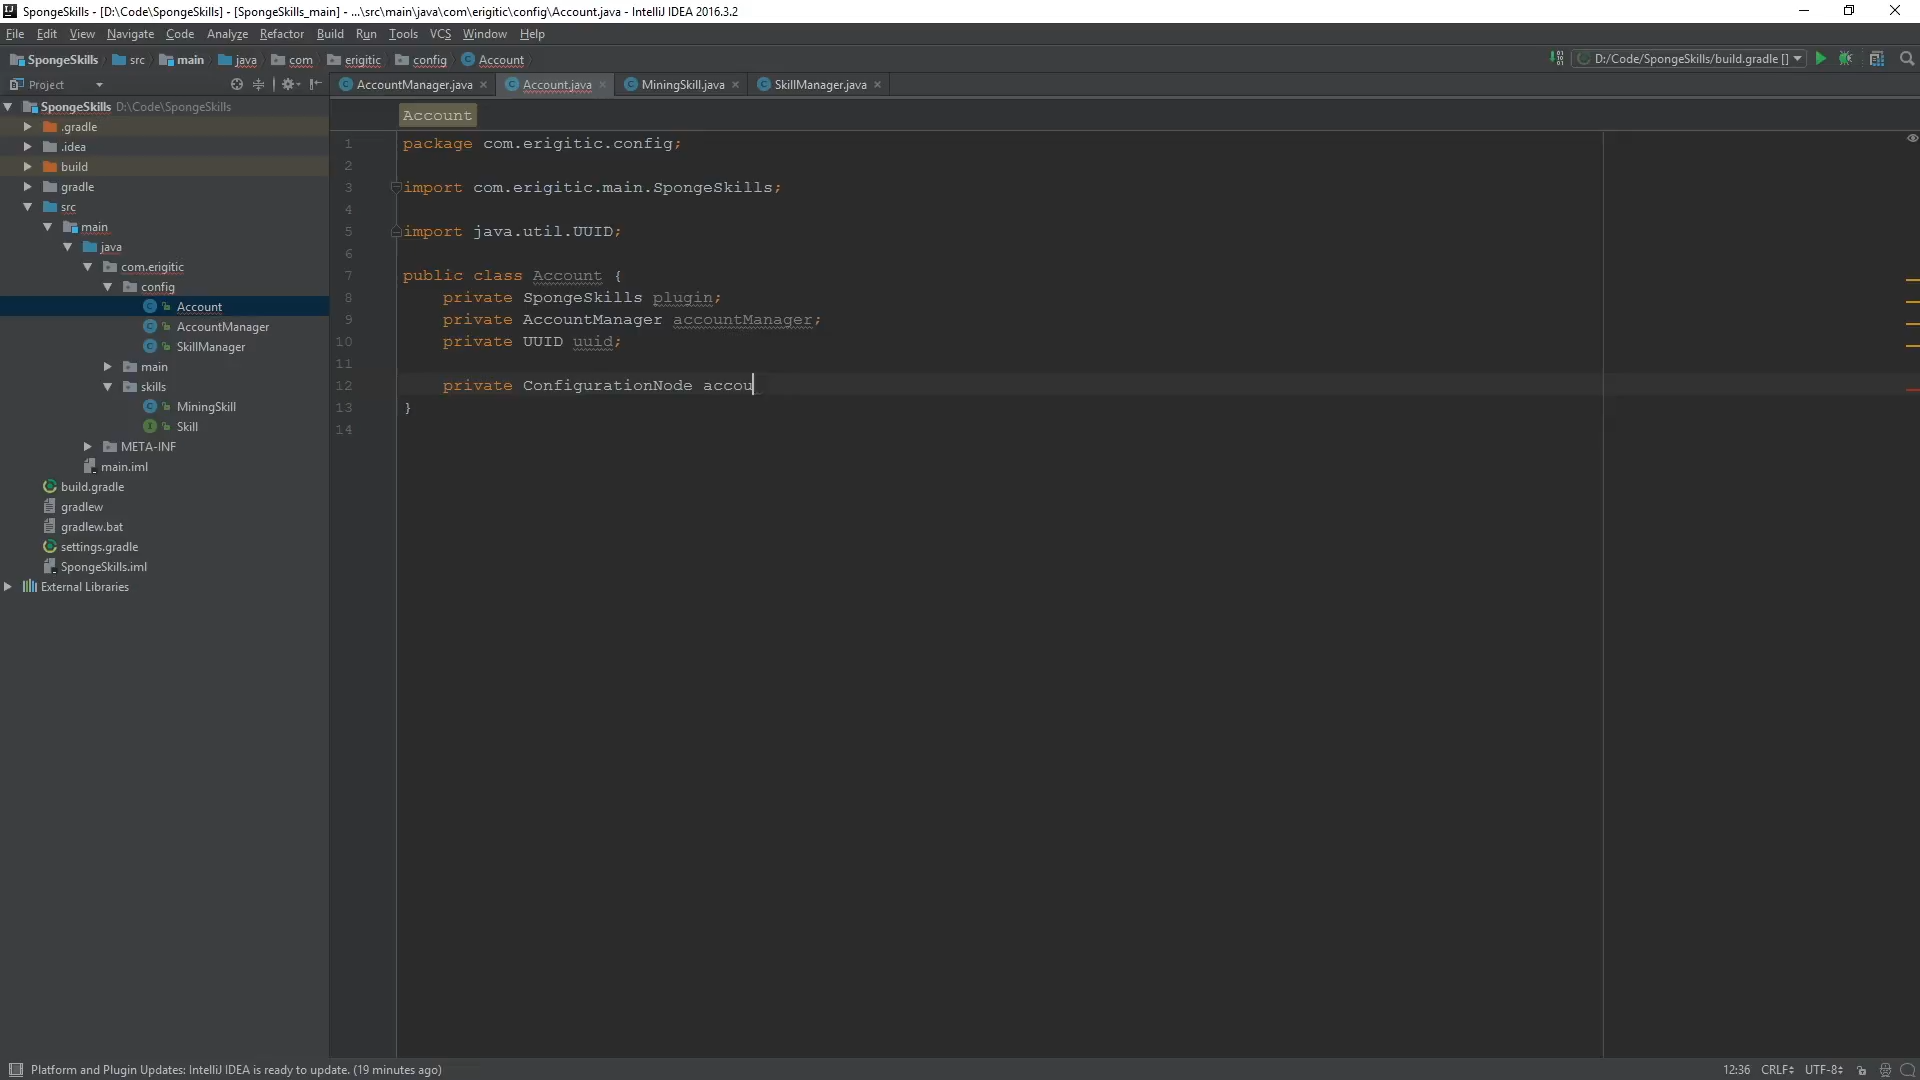 SpongeSkills - [D:\Code\SpongeSkills] - [SpongeSkills_main] - ...\src\main\java\com\erigitic\config\Account.java - IntelliJ IDEA 2016.3.2
File Edit View Navigate Code Analyze Refactor Build Run Tools VCS Window Help
SpongeSkills src main java com erigitic config Account D:/Code/SpongeSkills/build.gradle []
Project AccountManager.java Account.java MiningSkill.java SkillManager.java
SpongeSkills D:\Code\SpongeSkills
.gradle
.idea
build
gradle
src
main
java
com.erigitic
config
Account
AccountManager
SkillManager
main
skills
MiningSkill
Skill
META-INF
main.iml
build.gradle
gradlew
gradlew.bat
settings.gradle
SpongeSkills.iml
External Libraries
Account
1 package com.erigitic.config;
2
3 import com.erigitic.main.SpongeSkills;
4
5 import java.util.UUID;
6
7 public class Account {
8 private SpongeSkills plugin;
9 private AccountManager accountManager;
10 private UUID uuid;
11
12 private ConfigurationNode accou
13 }
14
Platform and Plugin Updates: IntelliJ IDEA is ready to update. (19 minutes ago) 12:36 CRLF UTF-8